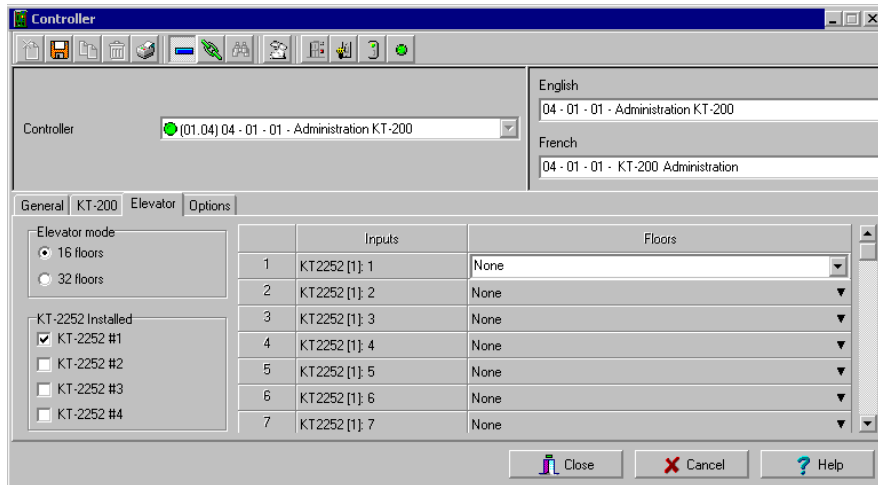 Controller
English
04 - 01 - 01 - Administration KT-200
Controller
(01.04) 04 - 01 - 01 - Administration KT-200
French
04 - 01 - 01 - KT-200 Administration
General KT-200 Elevator Options
Elevator mode
16 floors
32 floors
KT-2252 Installed
KT-2252 #1
KT-2252 #2
KT-2252 #3
KT-2252 #4
Inputs Floors
1 KT2252 [1]: 1 None
2 KT2252 [1]: 2 None
3 KT2252 [1]: 3 None
4 KT2252 [1]: 4 None
5 KT2252 [1]: 5 None
6 KT2252 [1]: 6 None
7 KT2252 [1]: 7 None
Close Cancel Help